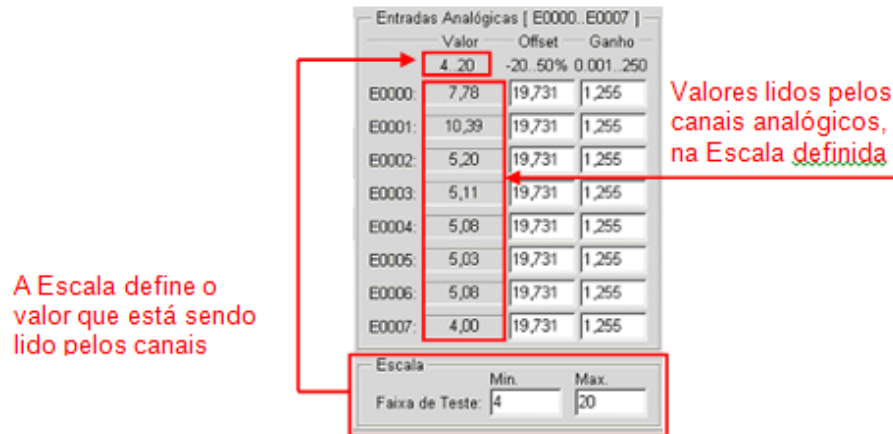 Entradas Analógicas [ E0000..E0007 ]
Valor Offset Ganho
4..20 -20..50% 0.001..250
E0000: 7,78 19,731 1,255
E0001: 10,39 19,731 1,255
E0002: 5,20 19,731 1,255
E0003: 5,11 19,731 1,255
E0004: 5,08 19,731 1,255
E0005: 5,03 19,731 1,255
E0006: 5,08 19,731 1,255
E0007: 4,00 19,731 1,255
Valores lidos pelos
canais analógicos,
na Escala definida
A Escala define o
valor que está sendo
lido pelos canais
Escala
Min. Max.
Faixa de Teste: 4 20